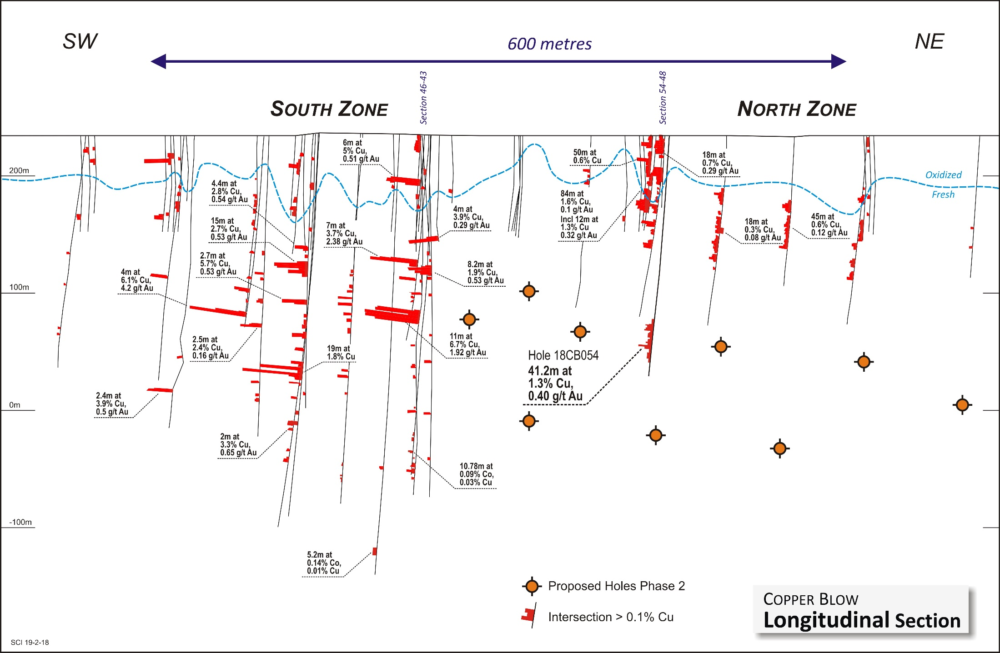 SW
600 metres
NE
Section 46-43
Section 54-48
SOUTH ZONE
NORTH ZONE
6m at
5% Cu,
0.51 g/t Au
50m at
0.6% Cu
18m at
0.7% Cu,
0.29 g/t Au
200m
Oxidized
Fresh
4.4m at
2.8% Cu,
0.54 g/t Au
84m at
1.6% Cu,
0.1 g/t Au
Incl 12m at
1.3% Cu
0.32 g/t Au
4m at
3.9% Cu,
0.29 g/t Au
15m at
2.7% Cu,
0.53 g/t Au
7m at
3.7% Cu,
2.38 g/t Au
18m at
0.3% Cu,
0.08 g/t Au
45m at
0.6% Cu,
0.12 g/t Au
2.7m at
5.7% Cu,
0.53 g/t Au
8.2m at
1.9% Cu,
0.53 g/t Au
4m at
6.1% Cu,
4.2 g/t Au
100m
2.5m at
2.4% Cu,
0.16 g/t Au
19m at
1.8% Cu
11m at
6.7% Cu,
1.92 g/t Au
Hole 18CB054
41.2m at
1.3% Cu,
0.40 g/t Au
2.4m at
3.9% Cu,
0.5 g/t Au
0m
2m at
3.3% Cu,
0.65 g/t Au
10.78m at
0.09% Co,
0.03% Cu
-100m
5.2m at
0.14% Co,
0.01% Cu
Proposed Holes Phase 2
Intersection > 0.1% Cu
COPPER BLOW
Longitudinal Section
SCI 19-2-18